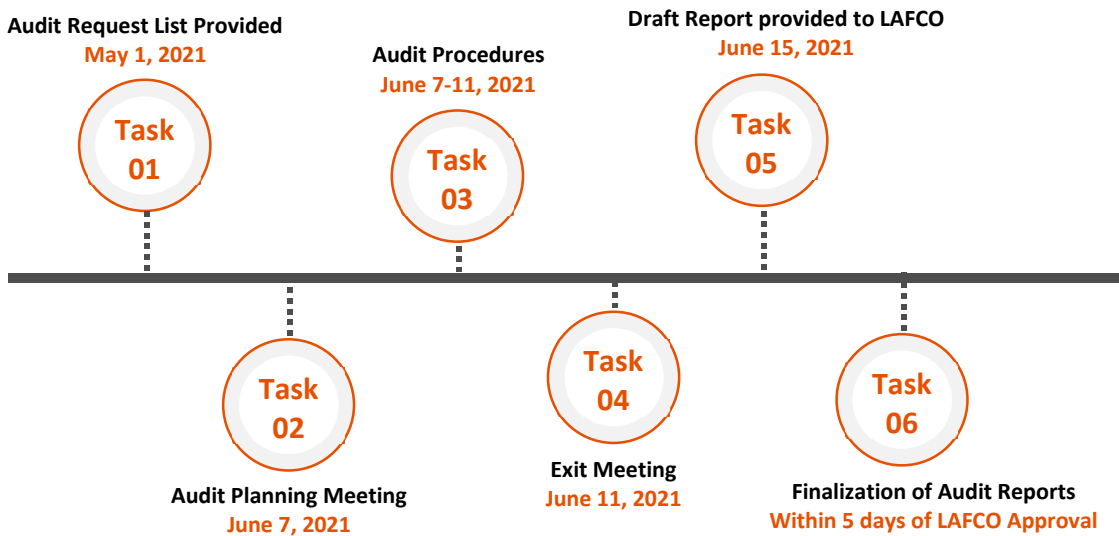 Audit Request List Provided
May 1, 2021
Task
01
Audit Planning Meeting
June 7, 2021
Task
02
Audit Procedures
June 7-11, 2021
Task
03
Exit Meeting
June 11, 2021
Task
04
Draft Report provided to LAFCO
June 15, 2021
Task
05
Finalization of Audit Reports
Within 5 days of LAFCO Approval
Task
06